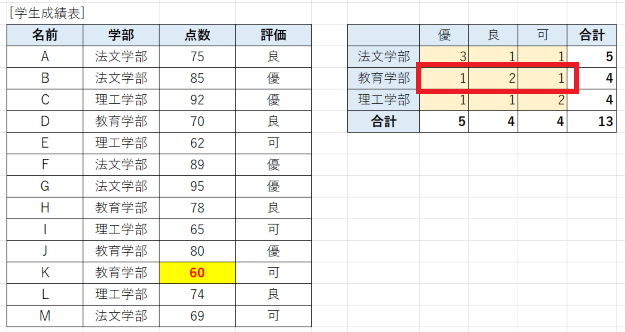 [学生成績表]
名前 学部 点数 評価
A 法文学部 75 良
B 法文学部 85 優
C 理工学部 92 優
D 教育学部 70 良
E 理工学部 62 可
F 法文学部 89 優
G 法文学部 95 優
H 教育学部 78 良
I 理工学部 65 可
J 教育学部 80 優
K 教育学部 60 可
L 理工学部 74 良
M 法文学部 69 可
優 良 可 合計
法文学部 3 1 1 5
教育学部 1 2 1 4
理工学部 1 1 2 4
合計 5 4 4 13